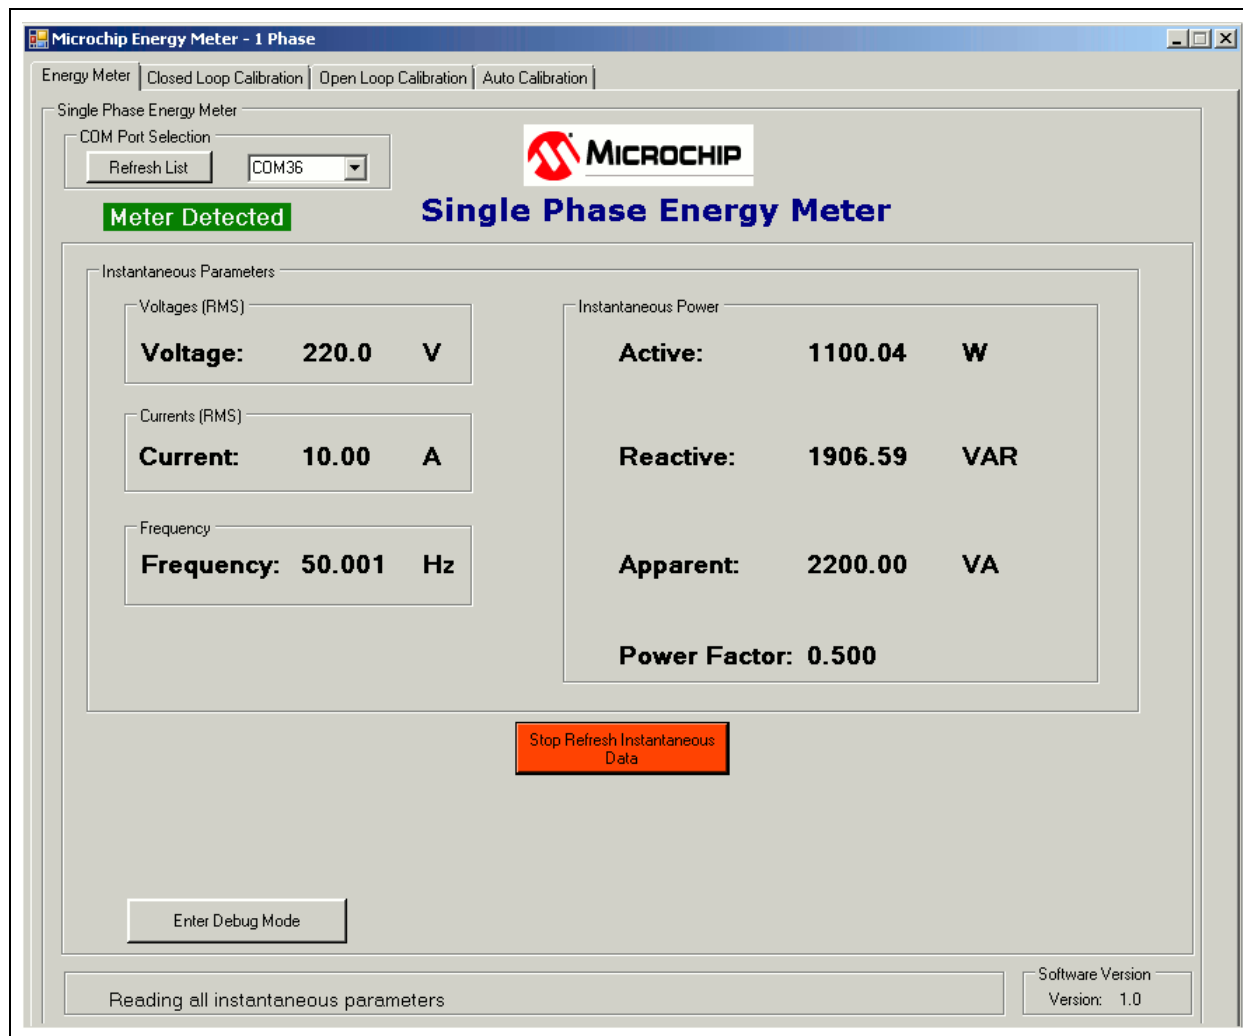 Microchip Energy Meter - 1 Phase
Energy Meter Closed Loop Calibration Open Loop Calibration Auto Calibration
Single Phase Energy Meter
COM Port Selection
Refresh List COM36
MICROCHIP
Meter Detected
Single Phase Energy Meter
Instantaneous Parameters
Voltages (RMS)
Voltage: 220.0 V
Currents (RMS)
Current: 10.00 A
Frequency
Frequency: 50.001 Hz
Instantaneous Power
Active: 1100.04 W
Reactive: 1906.59 VAR
Apparent: 2200.00 VA
Power Factor: 0.500
Stop Refresh Instantaneous
Data
Enter Debug Mode
Reading all instantaneous parameters
Software Version
Version: 1.0